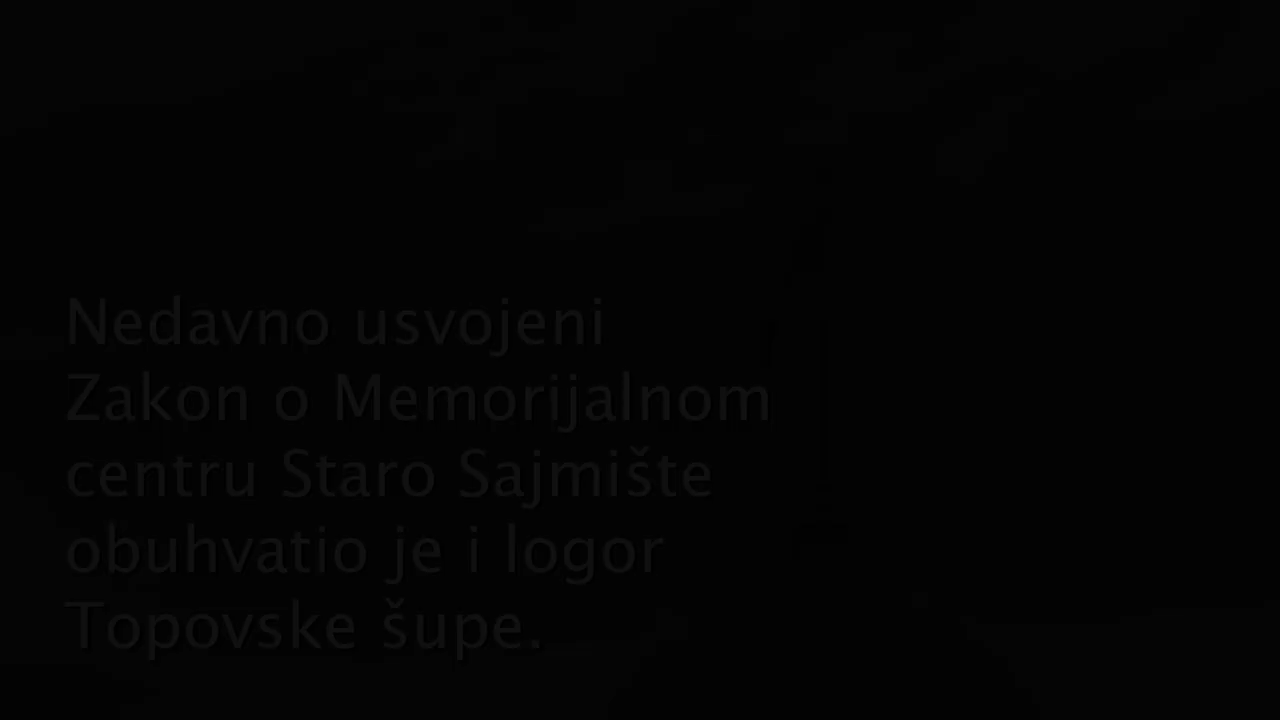 Nedavno usvojeni
Zakon o Memorijalnom
centru Staro Sajmište
obuhvatio je i logor
Topovske šupe.